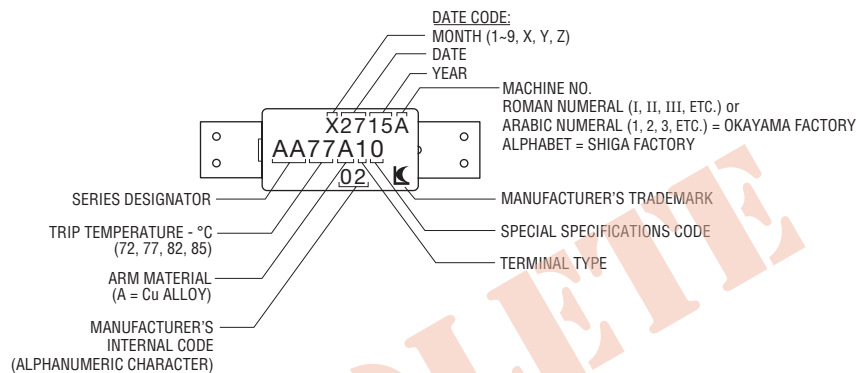 DATE CODE:
MONTH (1~9, X, Y, Z)
DATE
YEAR
MACHINE NO.
ROMAN NUMERAL (I, II, III, ETC.) or
ARABIC NUMERAL (1, 2, 3, ETC.) = OKAYAMA FACTORY
ALPHABET = SHIGA FACTORY
X2715A
AA77A10
02
SERIES DESIGNATOR
TRIP TEMPERATURE - °C
(72, 77, 82, 85)
ARM MATERIAL
(A = Cu ALLOY)
MANUFACTURER'S
INTERNAL CODE
(ALPHANUMERIC CHARACTER)
MANUFACTURER'S TRADEMARK
SPECIAL SPECIFICATIONS CODE
TERMINAL TYPE